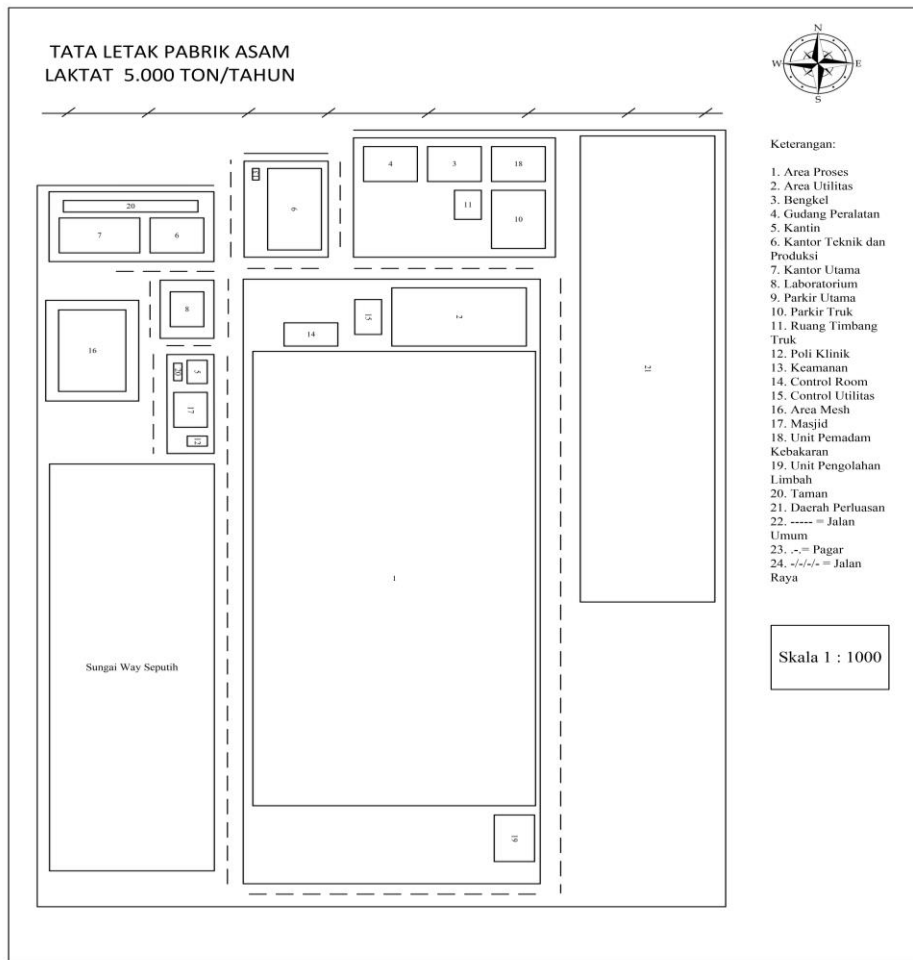 TATA LETAK PABRIK ASAM
LAKTAT 5.000 TON/TAHUN
N
W
E
S
Keterangan:
1. Area Proses
2. Area Utilitas
3. Bengkel
4. Gudang Peralatan
5. Kantin
6. Kantor Teknik dan
Produksi
7. Kantor Utama
8. Laboratorium
9. Parkir Utama
10. Parkir Truk
11. Ruang Timbang
Truk
12. Poli Klinik
13. Keamanan
14. Control Room
15. Control Utilitas
16. Area Mesh
17. Masjid
18. Unit Pemadam
Kebakaran
19. Unit Pengolahan
Limbah
20. Taman
21. Daerah Perluasan
22. ----- = Jalan
Umum
23. .-.= Pagar
24. -/-/-/- = Jalan
Raya
Skala 1 : 1000
4
3
18
11
10
13
6
20
7
6
8
16
20
5
17
12
14
15
2
21
1
Sungai Way Seputih
19